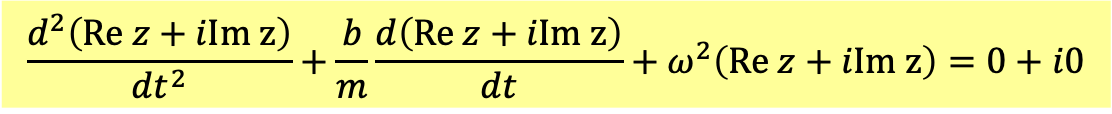 d²(Re z + iIm z)/dt² + b/m d(Re z + iIm z)/dt + ω²(Re z + iIm z) = 0 + i0